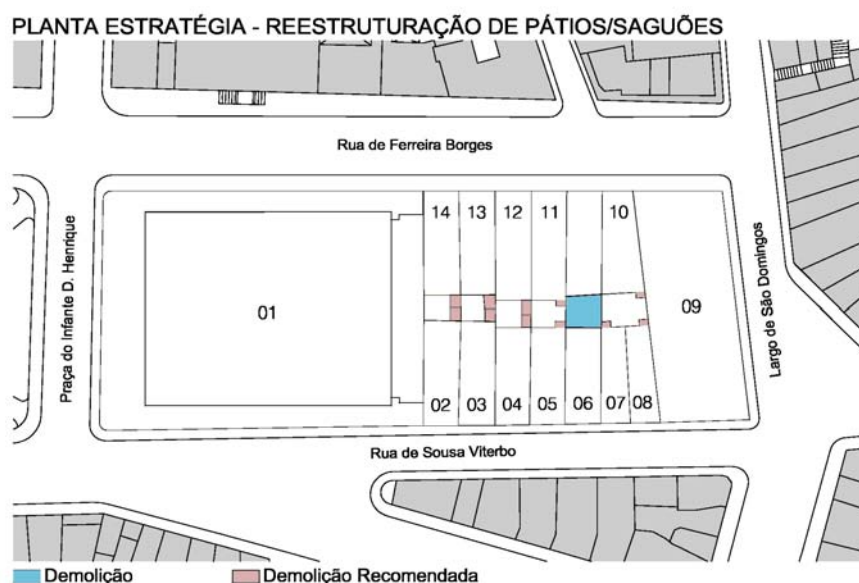 PLANTA ESTRATÉGIA - REESTRUTURAÇÃO DE PÁTIOS/SAGUÕES
Rua de Ferreira Borges
Praça do Infante D. Henrique
14 13 12 11 10
01
09
Largo de São Domingos
02 03 04 05 06 07 08
Rua de Sousa Viterbo
Demolição Demolição Recomendada